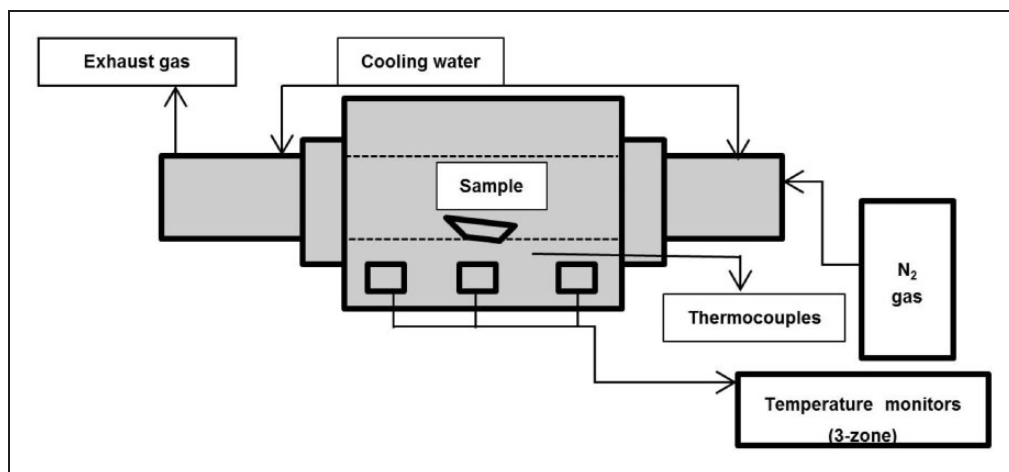 Exhaust gas
Cooling water
Sample
N₂
gas
Thermocouples
Temperature monitors
(3-zone)